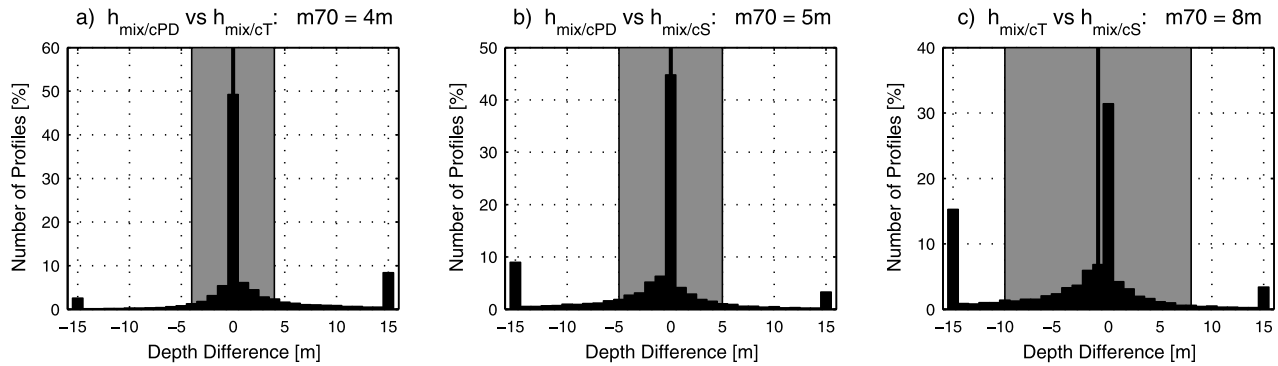 a) h_mix/cPD vs h_mix/cT: m70 = 4m
60
50
40
30
20
10
0
−15 −10 −5 0 5 10 15
Number of Profiles [%]
Depth Difference [m]
b) h_mix/cPD vs h_mix/cS: m70 = 5m
50
40
30
20
10
0
−15 −10 −5 0 5 10 15
Number of Profiles [%]
Depth Difference [m]
c) h_mix/cT vs h_mix/cS: m70 = 8m
40
30
20
10
0
−15 −10 −5 0 5 10 15
Number of Profiles [%]
Depth Difference [m]